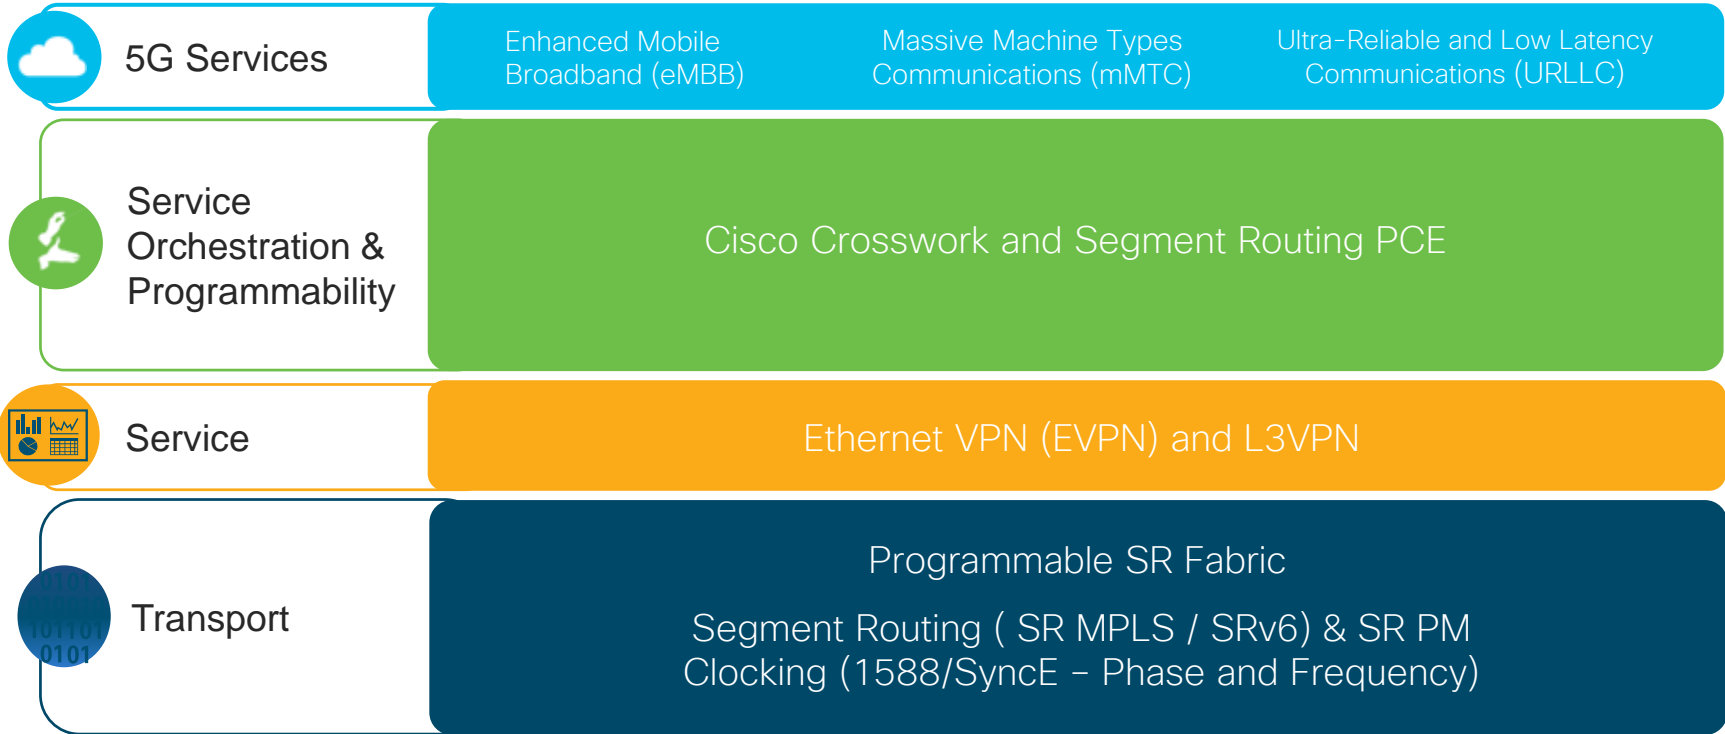 5G Services
Enhanced Mobile
Broadband (eMBB)
Massive Machine Types
Communications (mMTC)
Ultra-Reliable and Low Latency
Communications (URLLC)
Service
Orchestration &
Programmability
Cisco Crosswork and Segment Routing PCE
Service
Ethernet VPN (EVPN) and L3VPN
Transport
Programmable SR Fabric
Segment Routing ( SR MPLS / SRv6) & SR PM
Clocking (1588/SyncE – Phase and Frequency)
101101
0101